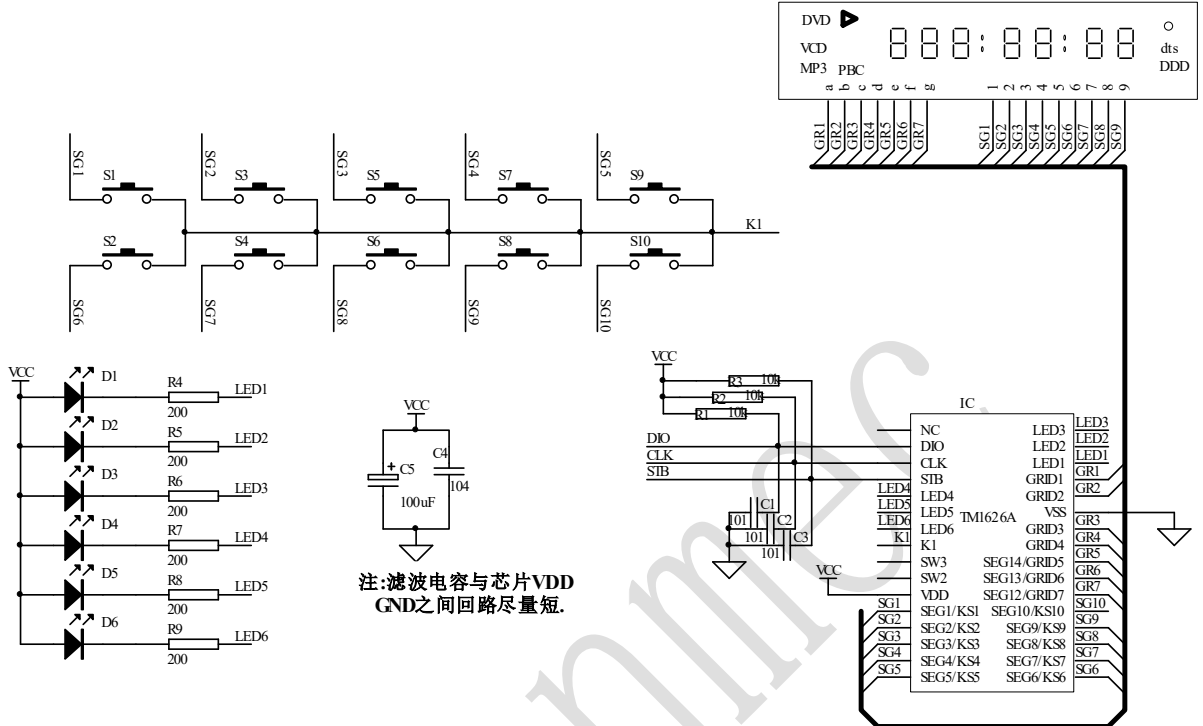 DVD
VCD
MP3 PBC
dts
DDD
a b c d e f g 1 2 3 4 5 6 7 8 9
GR1 GR2 GR3 GR4 GR5 GR6 GR7 SG1 SG2 SG3 SG4 SG5 SG6 SG7 SG8 SG9
SG1 SG2 SG3 SG4 SG5
S1 S3 S5 S7 S9
K1
S2 S4 S6 S8 S10
SG6 SG7 SG8 SG9 SG10
VCC
D1 R4 200 LED1
D2 R5 200 LED2
D3 R6 200 LED3
D4 R7 200 LED4
D5 R8 200 LED5
D6 R9 200 LED6
VCC
+ C5 100uF
C4 104
注:滤波电容与芯片VDD
GND之间回路尽量短.
VCC
R3 10k
R2 10k
R1 10k
DIO
CLK
STB
C1 101
C2 101
C3 101
VCC
IC
TM1626A
NC LED3 LED3
DIO LED2 LED2
CLK LED1 LED1
STB GRID1 GR1
LED4 LED4 GRID2 GR2
LED5 LED5 VSS
LED6 LED6 GRID3 GR3
K1 K1 GRID4 GR4
SW3 SEG14/GRID5 GR5
SW2 SEG13/GRID6 GR6
VDD SEG12/GRID7 GR7
SG1 SEG1/KS1 SEG10/KS10 SG10
SG2 SEG2/KS2 SEG9/KS9 SG9
SG3 SEG3/KS3 SEG8/KS8 SG8
SG4 SEG4/KS4 SEG7/KS7 SG7
SG5 SEG5/KS5 SEG6/KS6 SG6